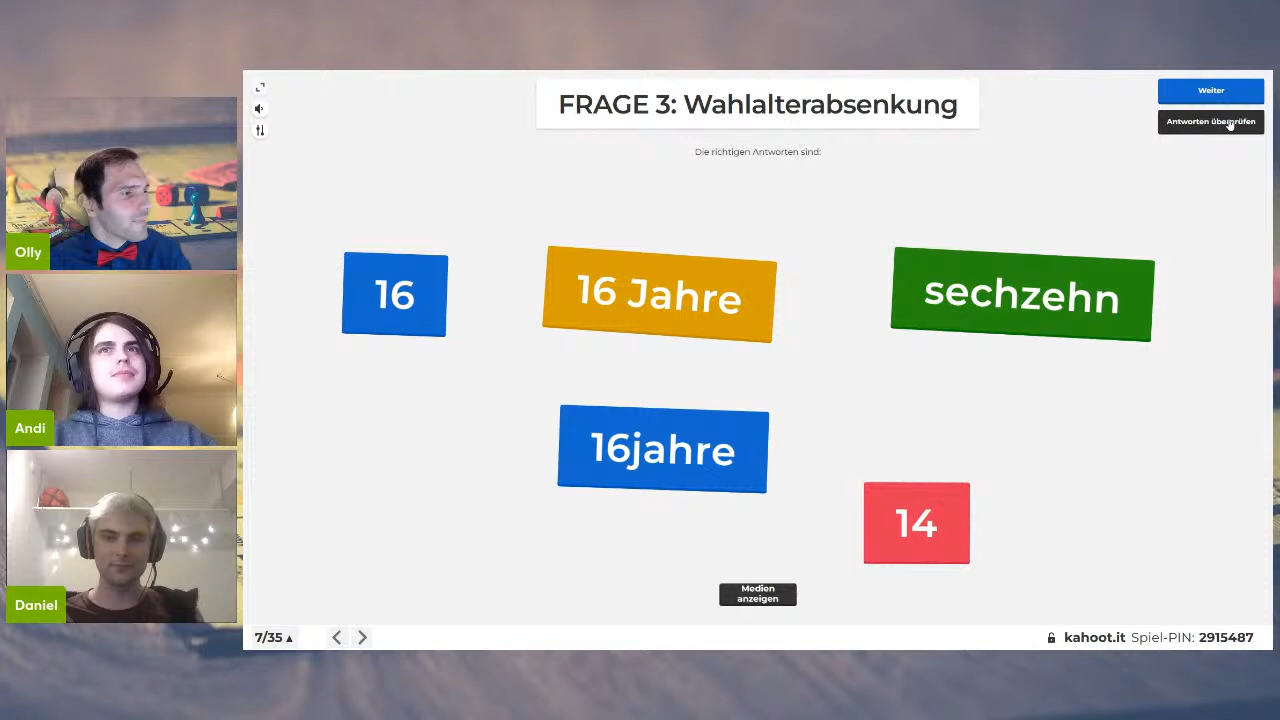 FRAGE 3: Wahlalterabsenkung
Weiter
Antworten überprüfen
Die richtigen Antworten sind:
16
16 Jahre
sechzehn
16jahre
14
Medien
anzeigen
7/35
kahoot.it Spiel-PIN: 2915487
Olly
Andi
Daniel